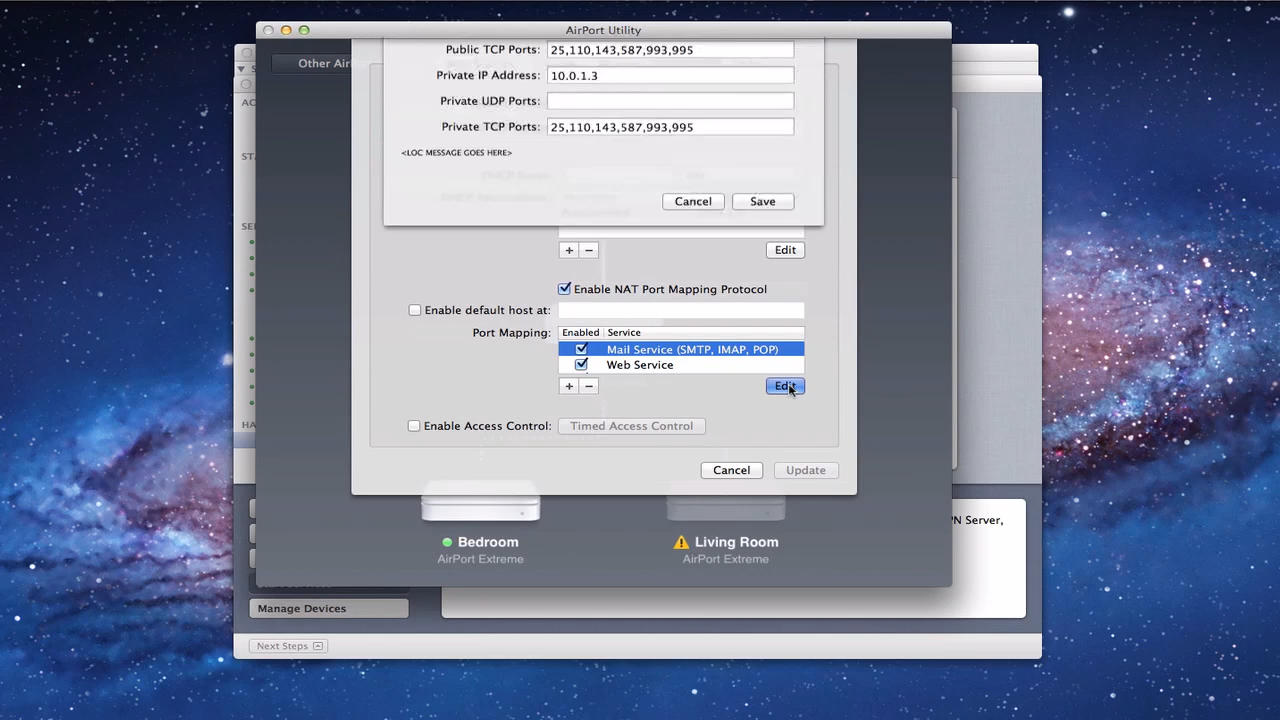 AirPort Utility
Other Air
Public TCP Ports: 25,110,143,587,993,995
Private IP Address: 10.0.1.3
Private UDP Ports:
Private TCP Ports: 25,110,143,587,993,995
<LOC MESSAGE GOES HERE>
Cancel Save
+ − Edit
Enable NAT Port Mapping Protocol
Enable default host at:
Port Mapping: Enabled Service
Mail Service (SMTP, IMAP, POP)
Web Service
+ − Edit
Enable Access Control: Timed Access Control
Cancel Update
PN Server,
Bedroom Living Room
AirPort Extreme AirPort Extreme
Manage Devices
Next Steps